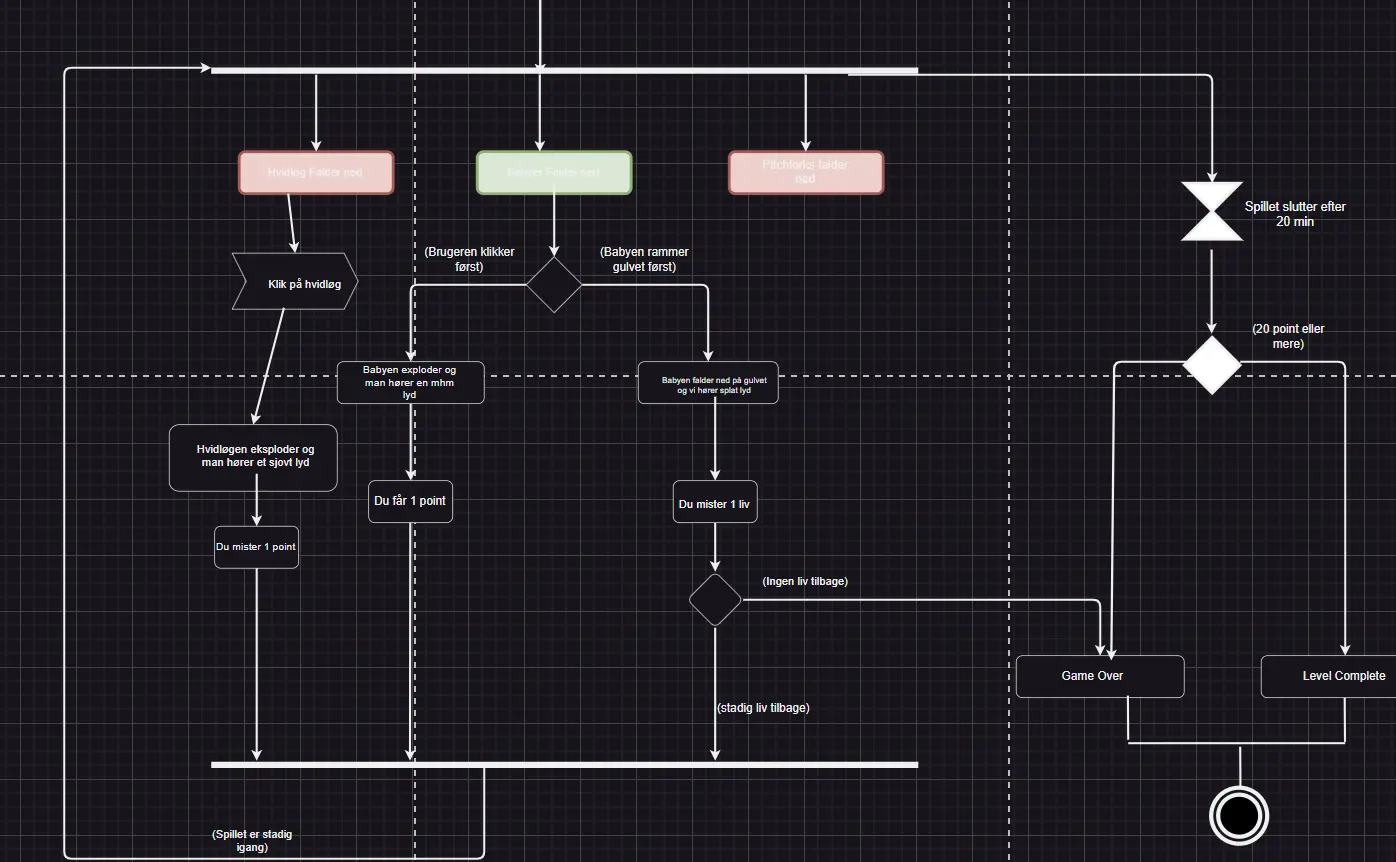 Hvidløg Falder ned
Falder ned
Pitchforks falder
ned
Spillet slutter efter
20 min
(Brugeren klikker
først)
(Babyen rammer
gulvet først)
Klik på hvidløg
(20 point eller
mere)
Babyen exploder og
man hører en mhm
lyd
Babyen falder ned på gulvet
og vi hører splat lyd
Hvidløgen eksploder og
man hører et sjovt lyd
Du får 1 point
Du mister 1 liv
Du mister 1 point
(Ingen liv tilbage)
Game Over
Level Complete
(stadig liv tilbage)
(Spillet er stadig
igang)